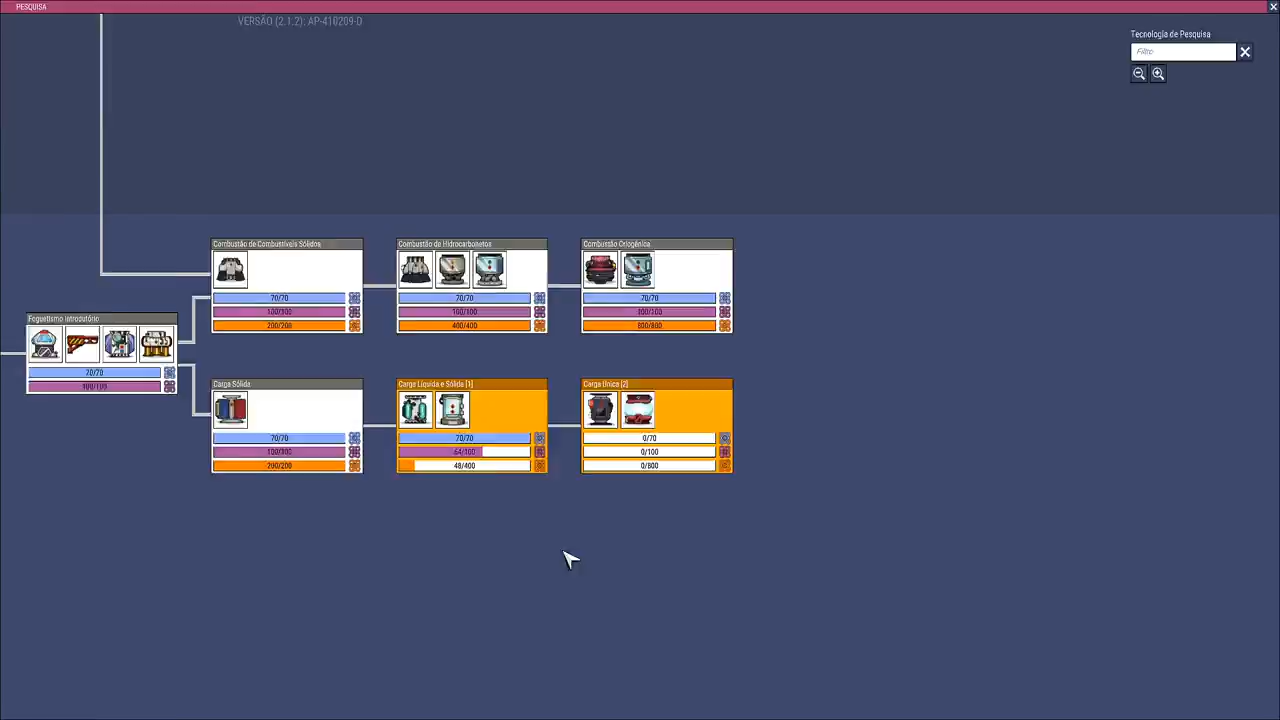 PESQUISA
VERSÃO (2.1.2): AP-410209-D
Tecnologia de Pesquisa
Filtro
Combustão de Combustíveis Sólidos
70/70
100/100
200/200
Combustão de Hidrocarbonetos
70/70
100/100
400/400
Combustão Criogênica
70/70
100/100
800/800
Foguetismo Introdutório
70/70
100/100
Carga Sólida
70/70
100/100
200/200
Carga Líquida e Sólida [1]
70/70
64/100
48/400
Carga Única [2]
0/70
0/100
0/800